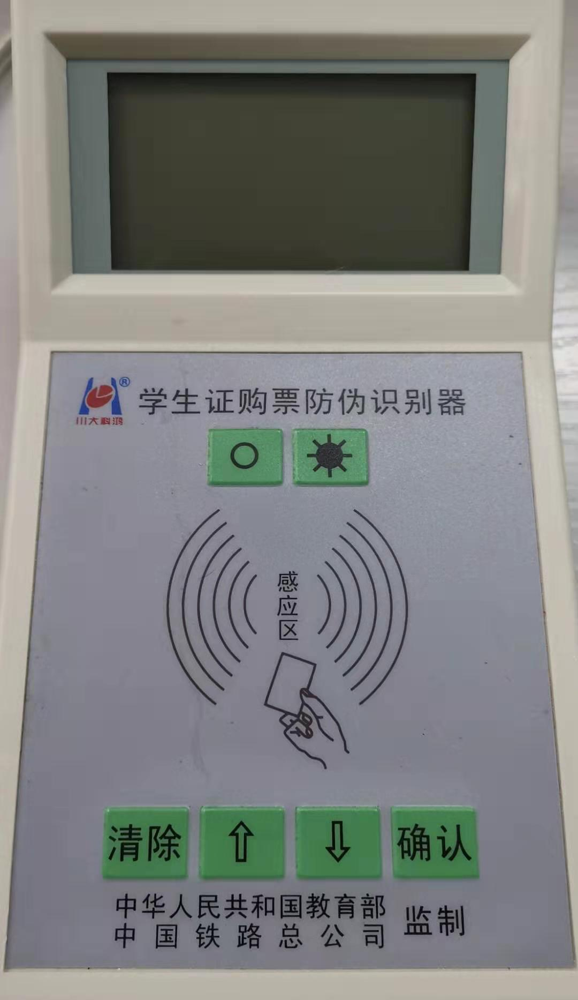 川大科鸿®
学生证购票防伪识别器
感
应
区
清除
确认
中华人民共和国教育部
中国铁路总公司
监制